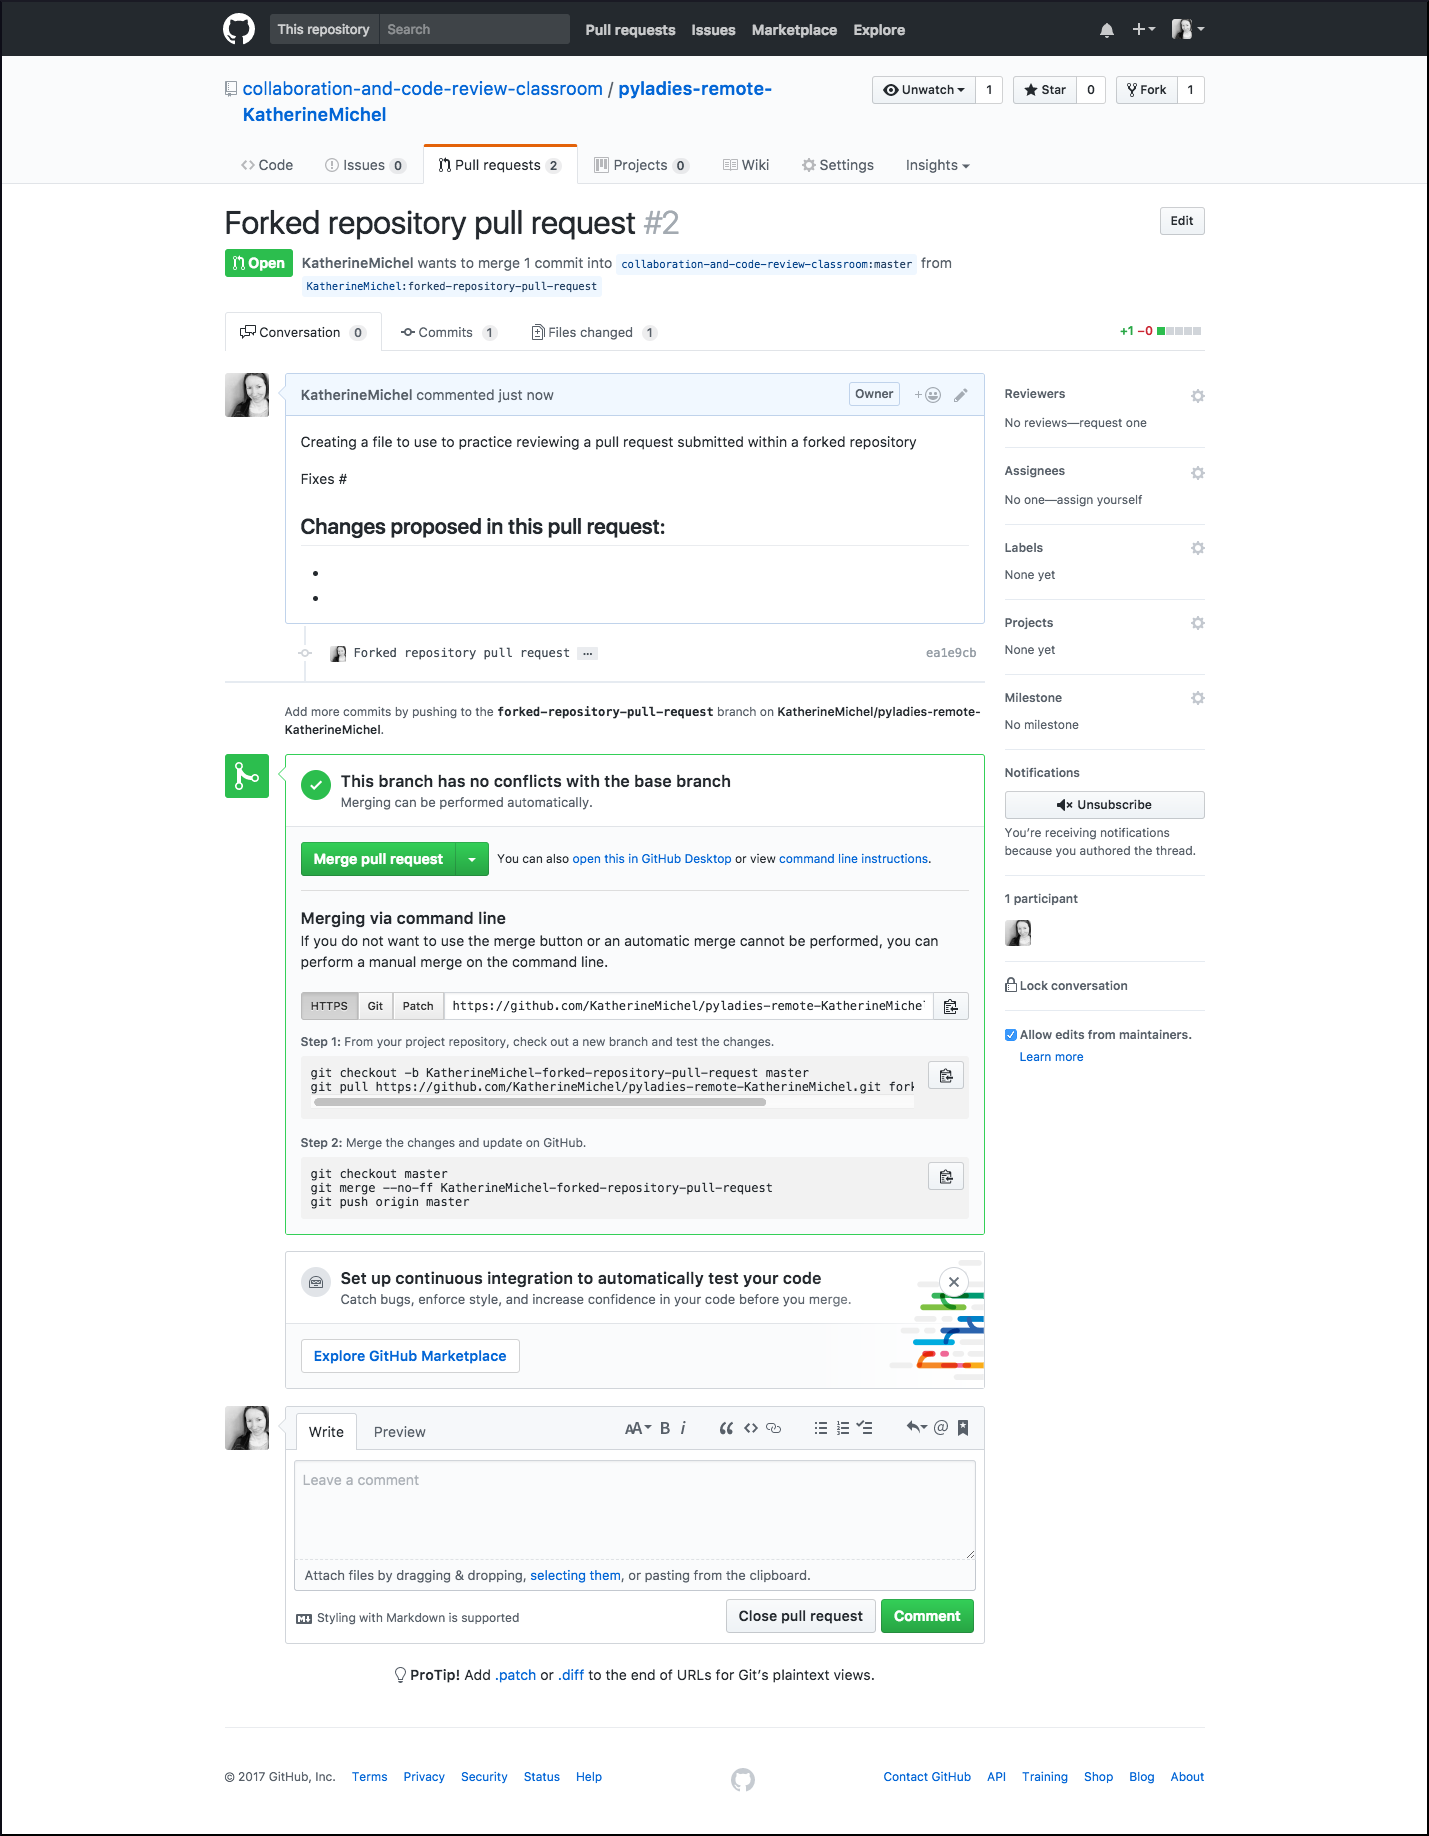 This repository Search Pull requests Issues Marketplace Explore
collaboration-and-code-review-classroom / pyladies-remote-
KatherineMichel
Unwatch 1 Star 0 Fork 1
Code Issues 0 Pull requests 2 Projects 0 Wiki Settings Insights
Forked repository pull request #2
Edit
Open KatherineMichel wants to merge 1 commit into collaboration-and-code-review-classroom:master from
KatherineMichel:forked-repository-pull-request
Conversation 0 Commits 1 Files changed 1 +1 −0
KatherineMichel commented just now Owner
Creating a file to use to practice reviewing a pull request submitted within a forked repository
Fixes #
Changes proposed in this pull request:
Forked repository pull request … ea1e9cb
Add more commits by pushing to the forked-repository-pull-request branch on KatherineMichel/pyladies-remote-
KatherineMichel.
This branch has no conflicts with the base branch
Merging can be performed automatically.
Merge pull request You can also open this in GitHub Desktop or view command line instructions.
Merging via command line
If you do not want to use the merge button or an automatic merge cannot be performed, you can
perform a manual merge on the command line.
HTTPS Git Patch https://github.com/KatherineMichel/pyladies-remote-KatherineMichel
Step 1: From your project repository, check out a new branch and test the changes.
git checkout -b KatherineMichel-forked-repository-pull-request master
git pull https://github.com/KatherineMichel/pyladies-remote-KatherineMichel.git fork
Step 2: Merge the changes and update on GitHub.
git checkout master
git merge --no-ff KatherineMichel-forked-repository-pull-request
git push origin master
Set up continuous integration to automatically test your code
Catch bugs, enforce style, and increase confidence in your code before you merge.
Explore GitHub Marketplace
Write Preview AA B i
Leave a comment
Attach files by dragging & dropping, selecting them, or pasting from the clipboard.
Styling with Markdown is supported
Close pull request Comment
ProTip! Add .patch or .diff to the end of URLs for Git's plaintext views.
Reviewers
No reviews—request one
Assignees
No one—assign yourself
Labels
None yet
Projects
None yet
Milestone
No milestone
Notifications
Unsubscribe
You're receiving notifications
because you authored the thread.
1 participant
Lock conversation
Allow edits from maintainers.
Learn more
© 2017 GitHub, Inc. Terms Privacy Security Status Help Contact GitHub API Training Shop Blog About